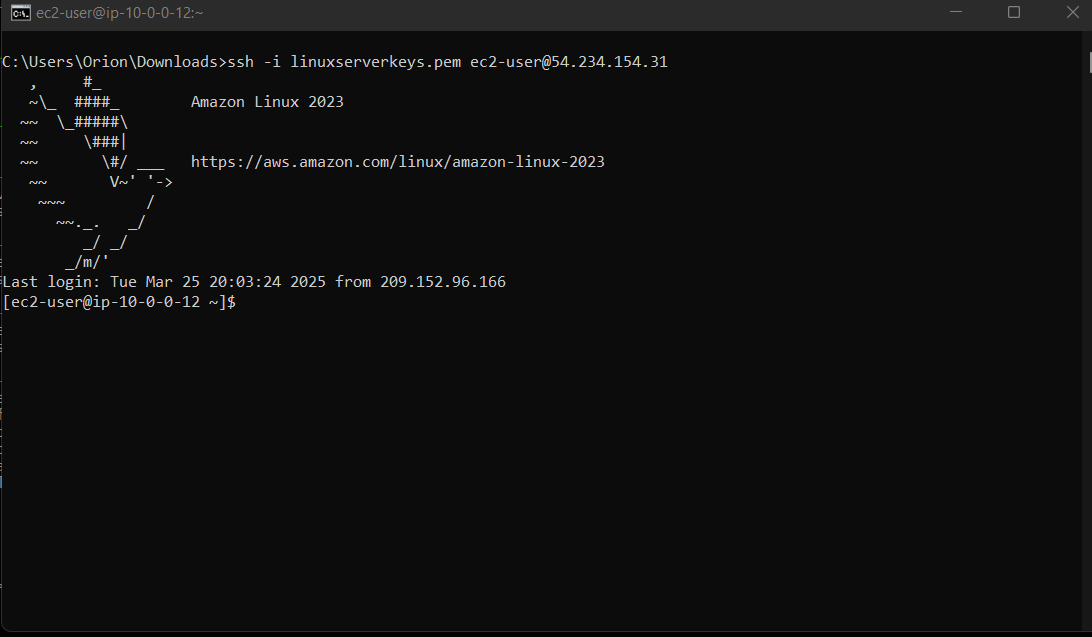 ec2-user@ip-10-0-0-12:~
C:\Users\Orion\Downloads>ssh -i linuxserverkeys.pem ec2-user@54.234.154.31
   ,     #_
   ~\_  ####_        Amazon Linux 2023
  ~~  \_#####\
  ~~     \###|
  ~~       \#/ ___   https://aws.amazon.com/linux/amazon-linux-2023
   ~~       V~' '->
    ~~~         /
      ~~._.   _/
         _/ _/
       _/m/'
Last login: Tue Mar 25 20:03:24 2025 from 209.152.96.166
[ec2-user@ip-10-0-0-12 ~]$